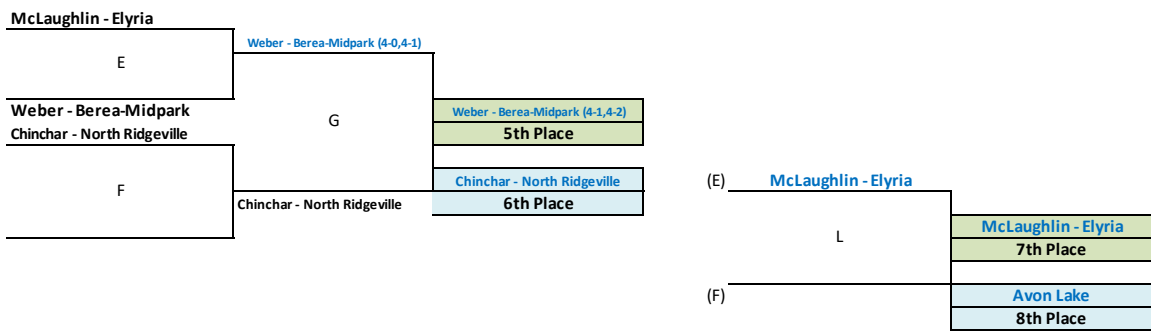 McLaughlin - Elyria
E
Weber - Berea-Midpark (4-0,4-1)
Weber - Berea-Midpark
Chinchar - North Ridgeville
G
Weber - Berea-Midpark (4-1,4-2)
5th Place
F
Chinchar - North Ridgeville
Chinchar - North Ridgeville
6th Place
(E)
McLaughlin - Elyria
L
McLaughlin - Elyria
7th Place
(F)
Avon Lake
8th Place